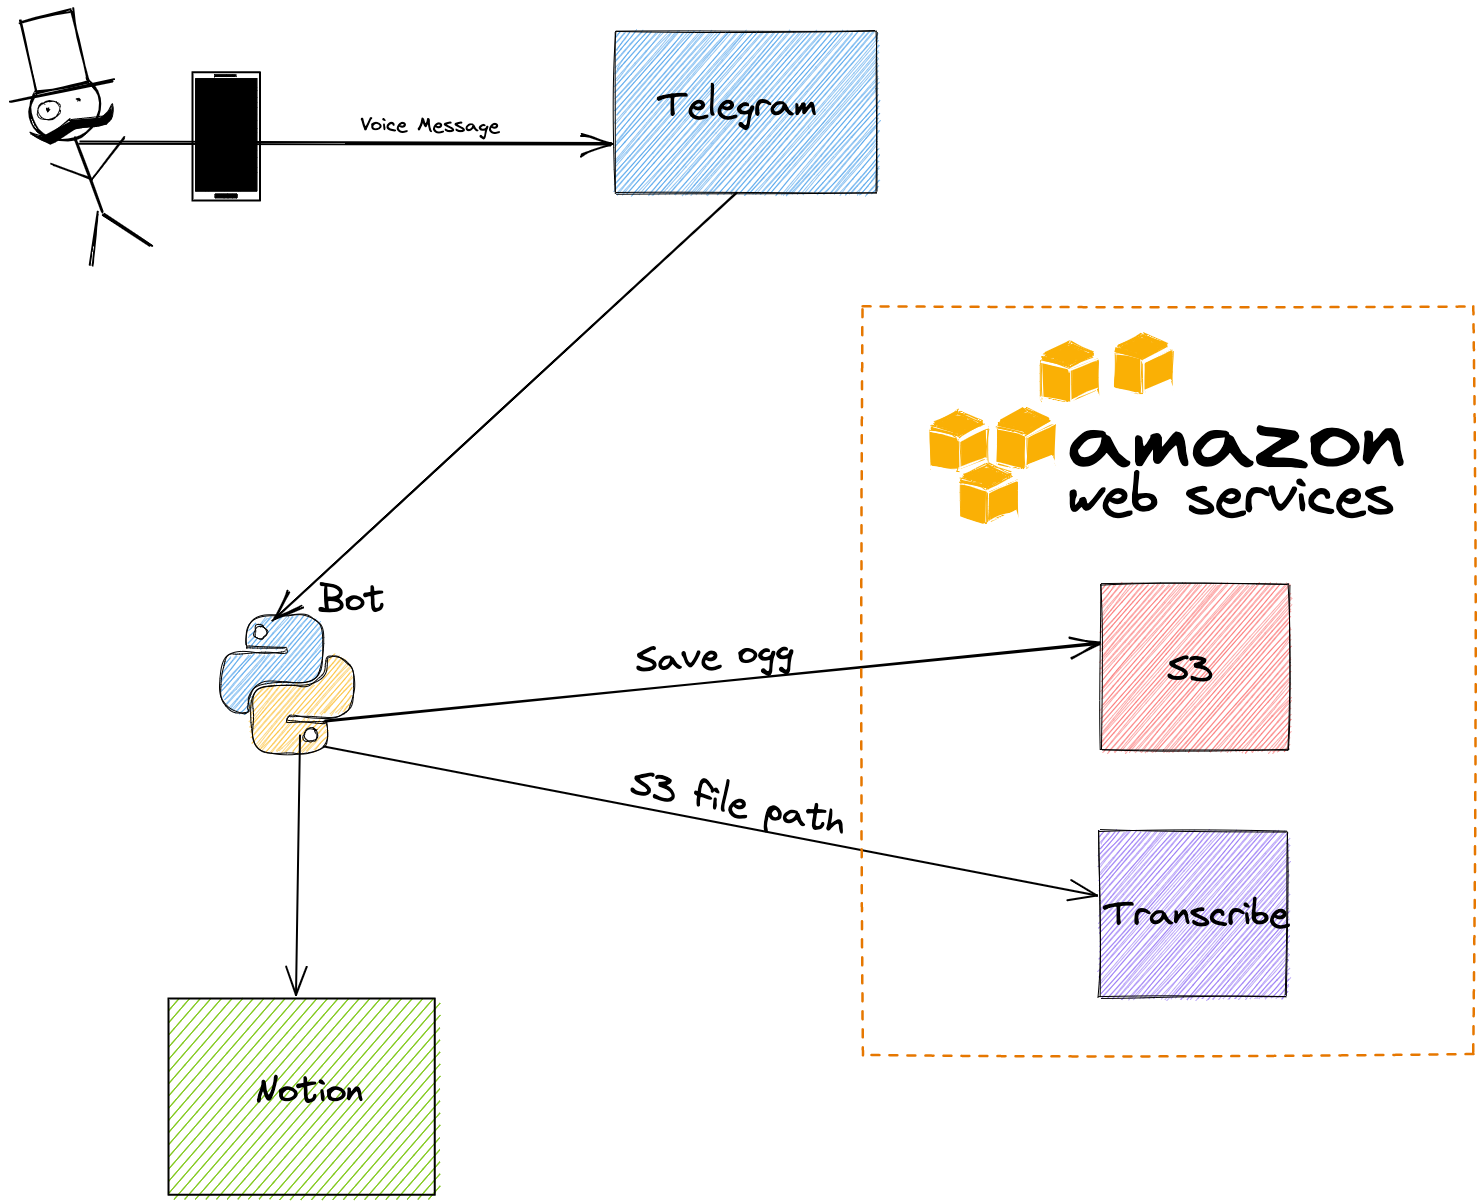 Telegram
Voice Message
amazon
web services
Bot
Save ogg
S3
S3 file path
Transcribe
Notion